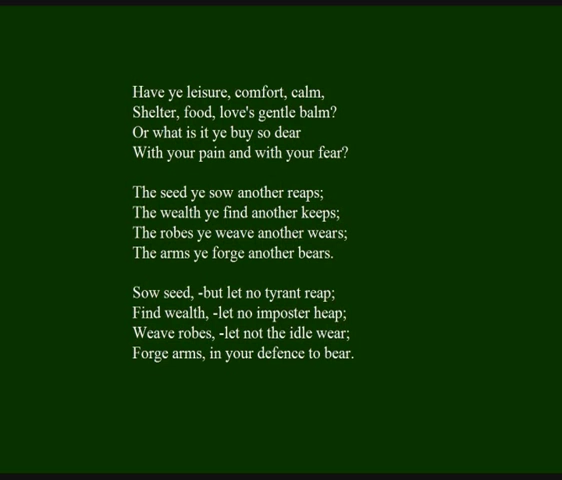 Have ye leisure, comfort, calm,
Shelter, food, love's gentle balm?
Or what is it ye buy so dear
With your pain and with your fear?
The seed ye sow another reaps;
The wealth ye find another keeps;
The robes ye weave another wears;
The arms ye forge another bears.
Sow seed, -but let no tyrant reap;
Find wealth, -let no imposter heap;
Weave robes, -let not the idle wear;
Forge arms, in your defence to bear.